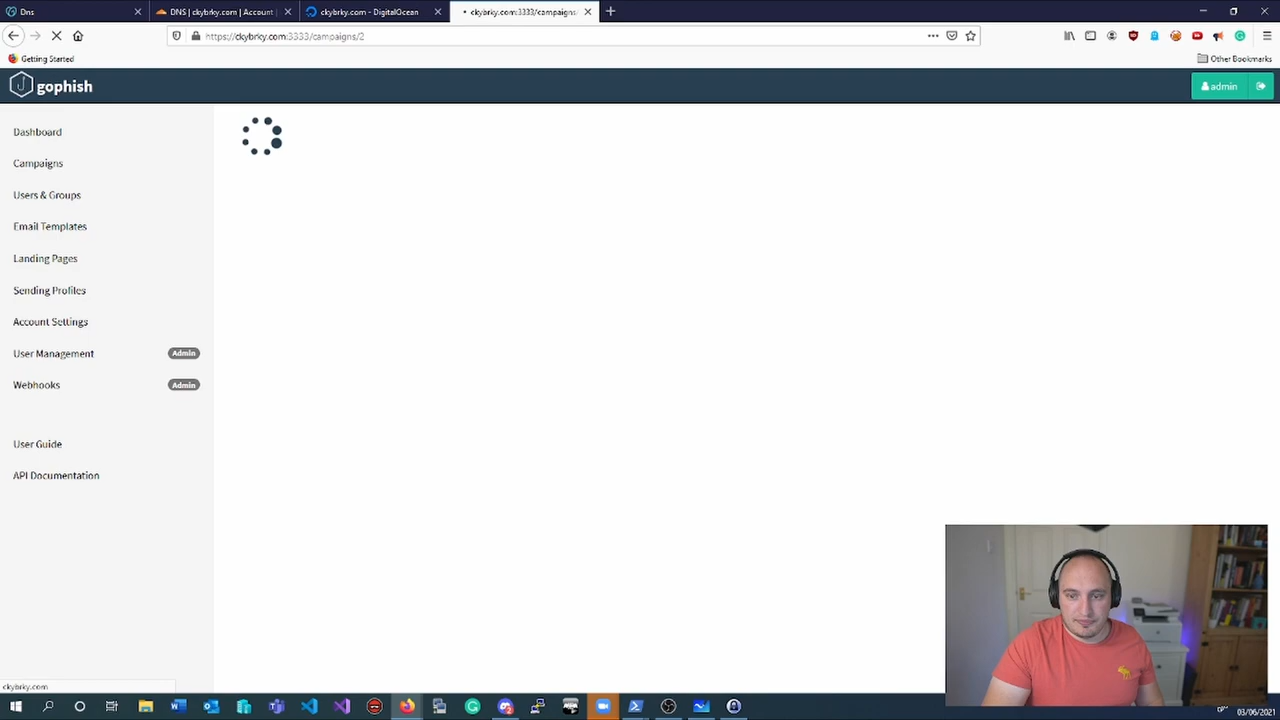 Dns
DNS | ckybrky.com | Account
ckybrky.com - DigitalOcean
ckybrky.com:3333/campaigns
https://ckybrky.com:3333/campaigns/2
Getting Started
Other Bookmarks
gophish
admin
Dashboard
Campaigns
Users & Groups
Email Templates
Landing Pages
Sending Profiles
Account Settings
User Management
Admin
Webhooks
Admin
User Guide
API Documentation
ckybrky.com
03/06/2021